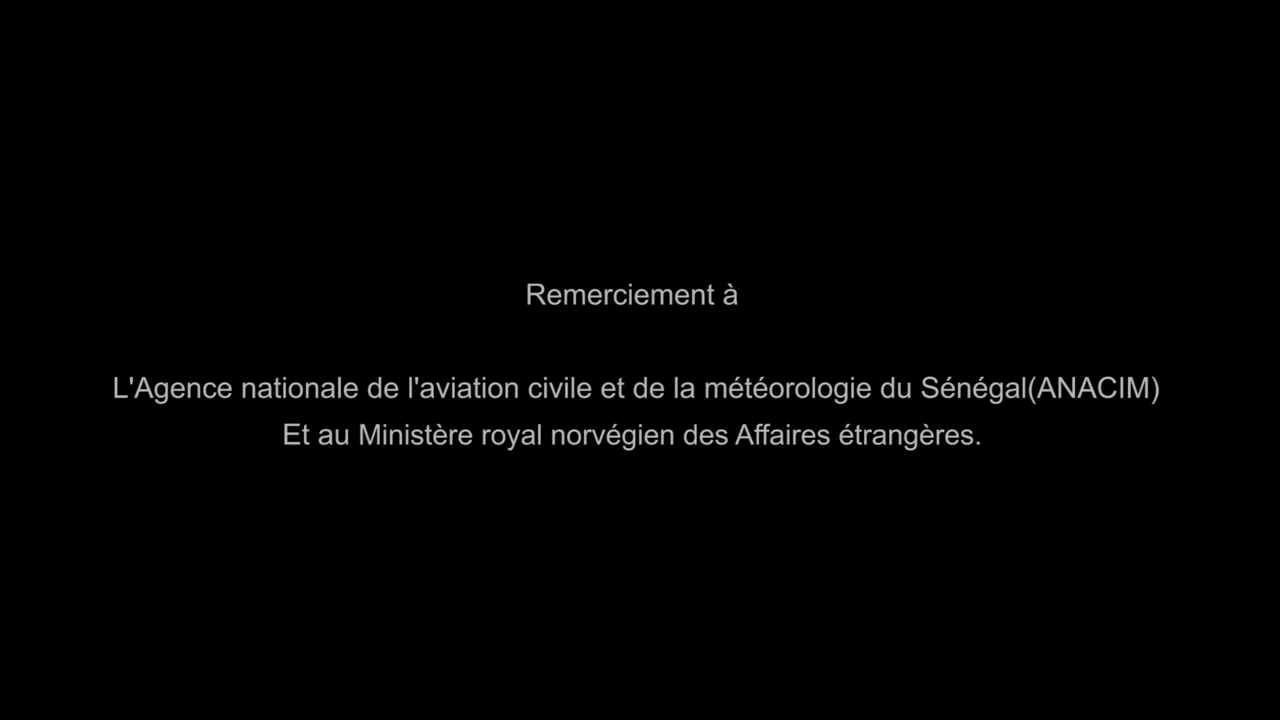 Remerciement à
L'Agence nationale de l'aviation civile et de la météorologie du Sénégal(ANACIM)
Et au Ministère royal norvégien des Affaires étrangères.